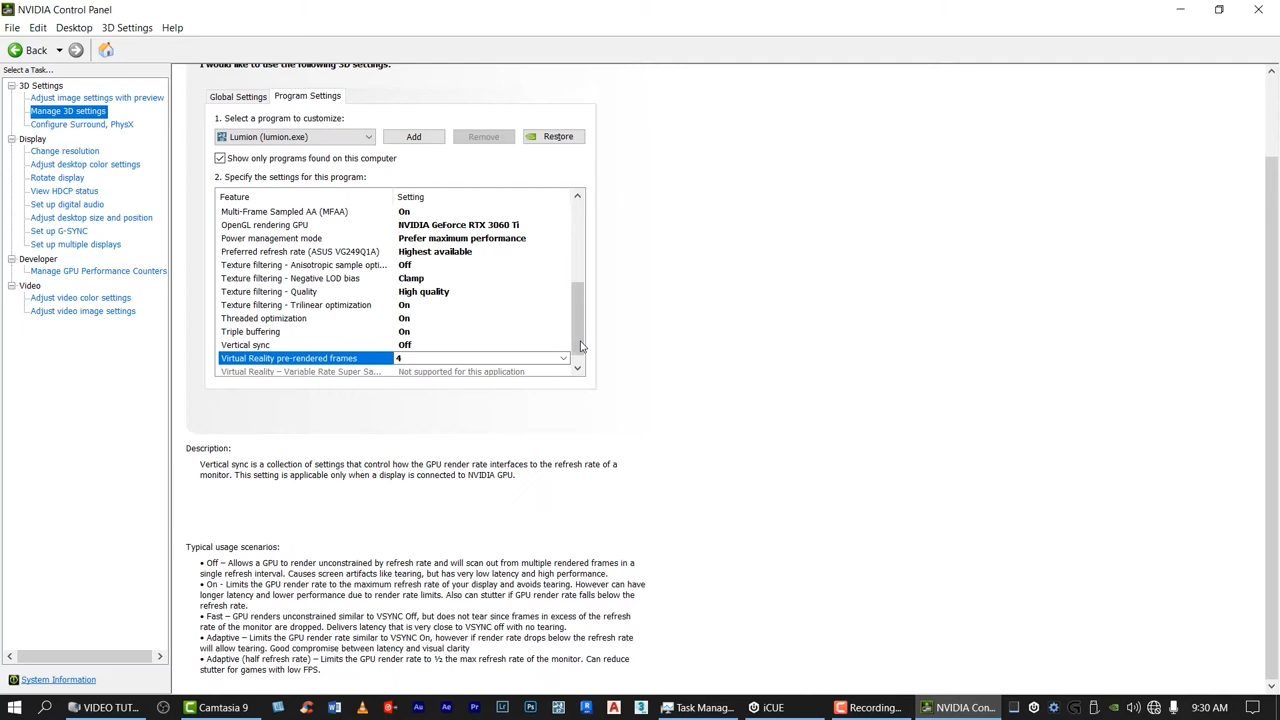 NVIDIA Control Panel
File Edit Desktop 3D Settings Help
Back
Select a Task...
3D Settings
Adjust image settings with preview
Manage 3D settings
Configure Surround, PhysX
Display
Change resolution
Adjust desktop color settings
Rotate display
View HDCP status
Set up digital audio
Adjust desktop size and position
Set up G-SYNC
Set up multiple displays
Developer
Manage GPU Performance Counters
Video
Adjust video color settings
Adjust video image settings
System Information
I would like to use the following 3D settings:
Global Settings Program Settings
1. Select a program to customize:
Lumion (lumion.exe) Add Remove Restore
Show only programs found on this computer
2. Specify the settings for this program:
Feature Setting
Multi-Frame Sampled AA (MFAA) On
OpenGL rendering GPU NVIDIA GeForce RTX 3060 Ti
Power management mode Prefer maximum performance
Preferred refresh rate (ASUS VG249Q1A) Highest available
Texture filtering - Anisotropic sample opti... Off
Texture filtering - Negative LOD bias Clamp
Texture filtering - Quality High quality
Texture filtering - Trilinear optimization On
Threaded optimization On
Triple buffering On
Vertical sync Off
Virtual Reality pre-rendered frames 4
Virtual Reality – Variable Rate Super Sa... Not supported for this application
Description:
Vertical sync is a collection of settings that control how the GPU render rate interfaces to the refresh rate of a
monitor. This setting is applicable only when a display is connected to NVIDIA GPU.
Typical usage scenarios:
• Off – Allows a GPU to render unconstrained by refresh rate and will scan out from multiple rendered frames in a
single refresh interval. Causes screen artifacts like tearing, but has very low latency and high performance.
• On - Limits the GPU render rate to the maximum refresh rate of your display and avoids tearing. However can have
longer latency and lower performance due to render rate limits. Also can stutter if GPU render rate falls below the
refresh rate.
• Fast – GPU renders unconstrained similar to VSYNC Off, but does not tear since frames in excess of the refresh
rate of the monitor are dropped. Delivers latency that is very close to VSYNC off with no tearing.
• Adaptive – Limits the GPU render rate similar to VSYNC On, however if render rate drops below the refresh rate
will allow tearing. Good compromise between latency and visual clarity
• Adaptive (half refresh rate) – Limits the GPU render rate to ½ the max refresh rate of the monitor. Can reduce
stutter for games with low FPS.
VIDEO TUT... Camtasia 9 Ae Au Ai Pr Lr Ps R A 3 Task Manag... iCUE Recording... NVIDIA Con... 9:30 AM